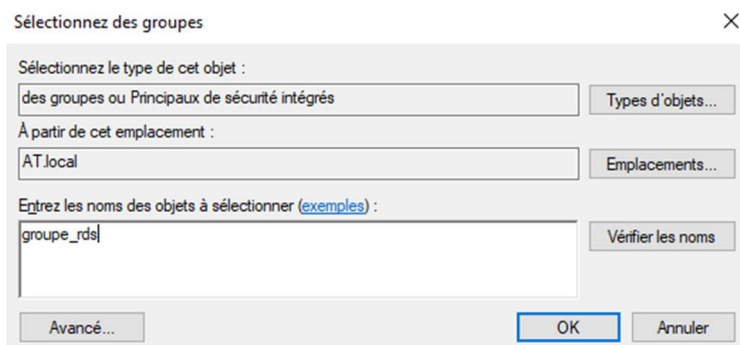 Sélectionnez des groupes
Sélectionnez le type de cet objet :
des groupes ou Principaux de sécurité intégrés
Types d'objets...
À partir de cet emplacement :
AT.local
Emplacements...
Entrez les noms des objets à sélectionner (exemples) :
groupe_rds
Vérifier les noms
Avancé...
OK
Annuler